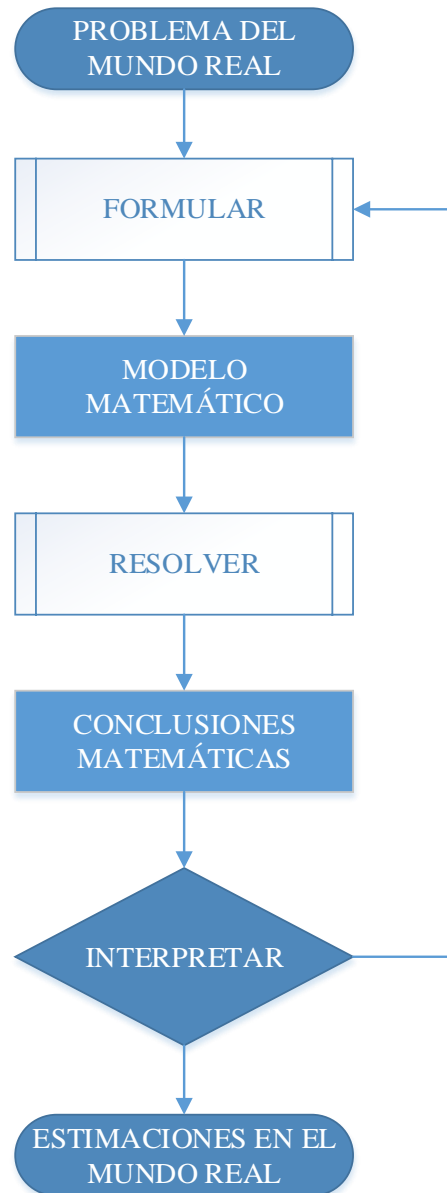 PROBLEMA DEL
MUNDO REAL
FORMULAR
MODELO
MATEMÁTICO
RESOLVER
CONCLUSIONES
MATEMÁTICAS
INTERPRETAR
ESTIMACIONES EN EL
MUNDO REAL